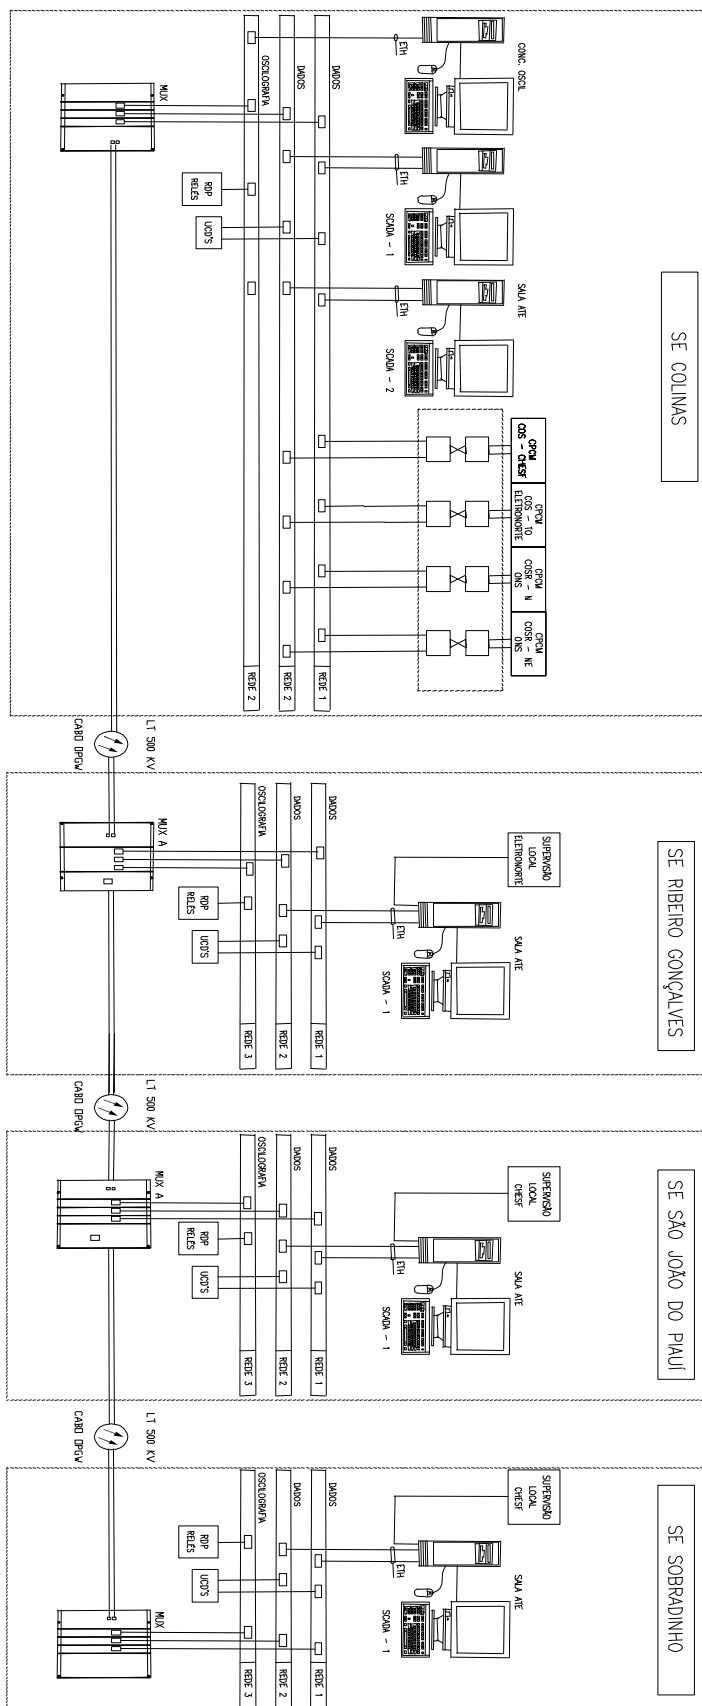 SE COLINAS
CONC. OSCIL
ETH
MUX
OSCILOGRAFIA
DADOS
DADOS
ETH
SCADA - 1
RDP
RELÉS
UCD'S
SALA ATE
ETH
SCADA - 2
CPCM
COS - CHESF
CPCM
COS - TO
ELETRONORTE
CPCM
COSR - N
ONS
CPCM
COSR - NE
ONS
REDE 2
REDE 2
REDE 1
LT 500 KV
CABO OPGW
SE RIBEIRO GONÇALVES
SUPERVISÃO
LOCAL
ELETRONORTE
MUX A
OSCILOGRAFIA
DADOS
DADOS
RDP
RELÉS
UCD'S
ETH
SALA ATE
SCADA - 1
REDE 3
REDE 2
REDE 1
LT 500 KV
CABO OPGW
SE SÃO JOÃO DO PIAUÍ
SUPERVISÃO
LOCAL
CHESF
MUX A
OSCILOGRAFIA
DADOS
DADOS
RDP
RELÉS
UCD'S
ETH
SALA ATE
SCADA - 1
REDE 3
REDE 2
REDE 1
LT 500 KV
CABO OPGW
SE SOBRADINHO
SUPERVISÃO
LOCAL
CHESF
OSCILOGRAFIA
DADOS
DADOS
RDP
RELÉS
UCD'S
ETH
SALA ATE
SCADA - 1
MUX
REDE 3
REDE 2
REDE 1